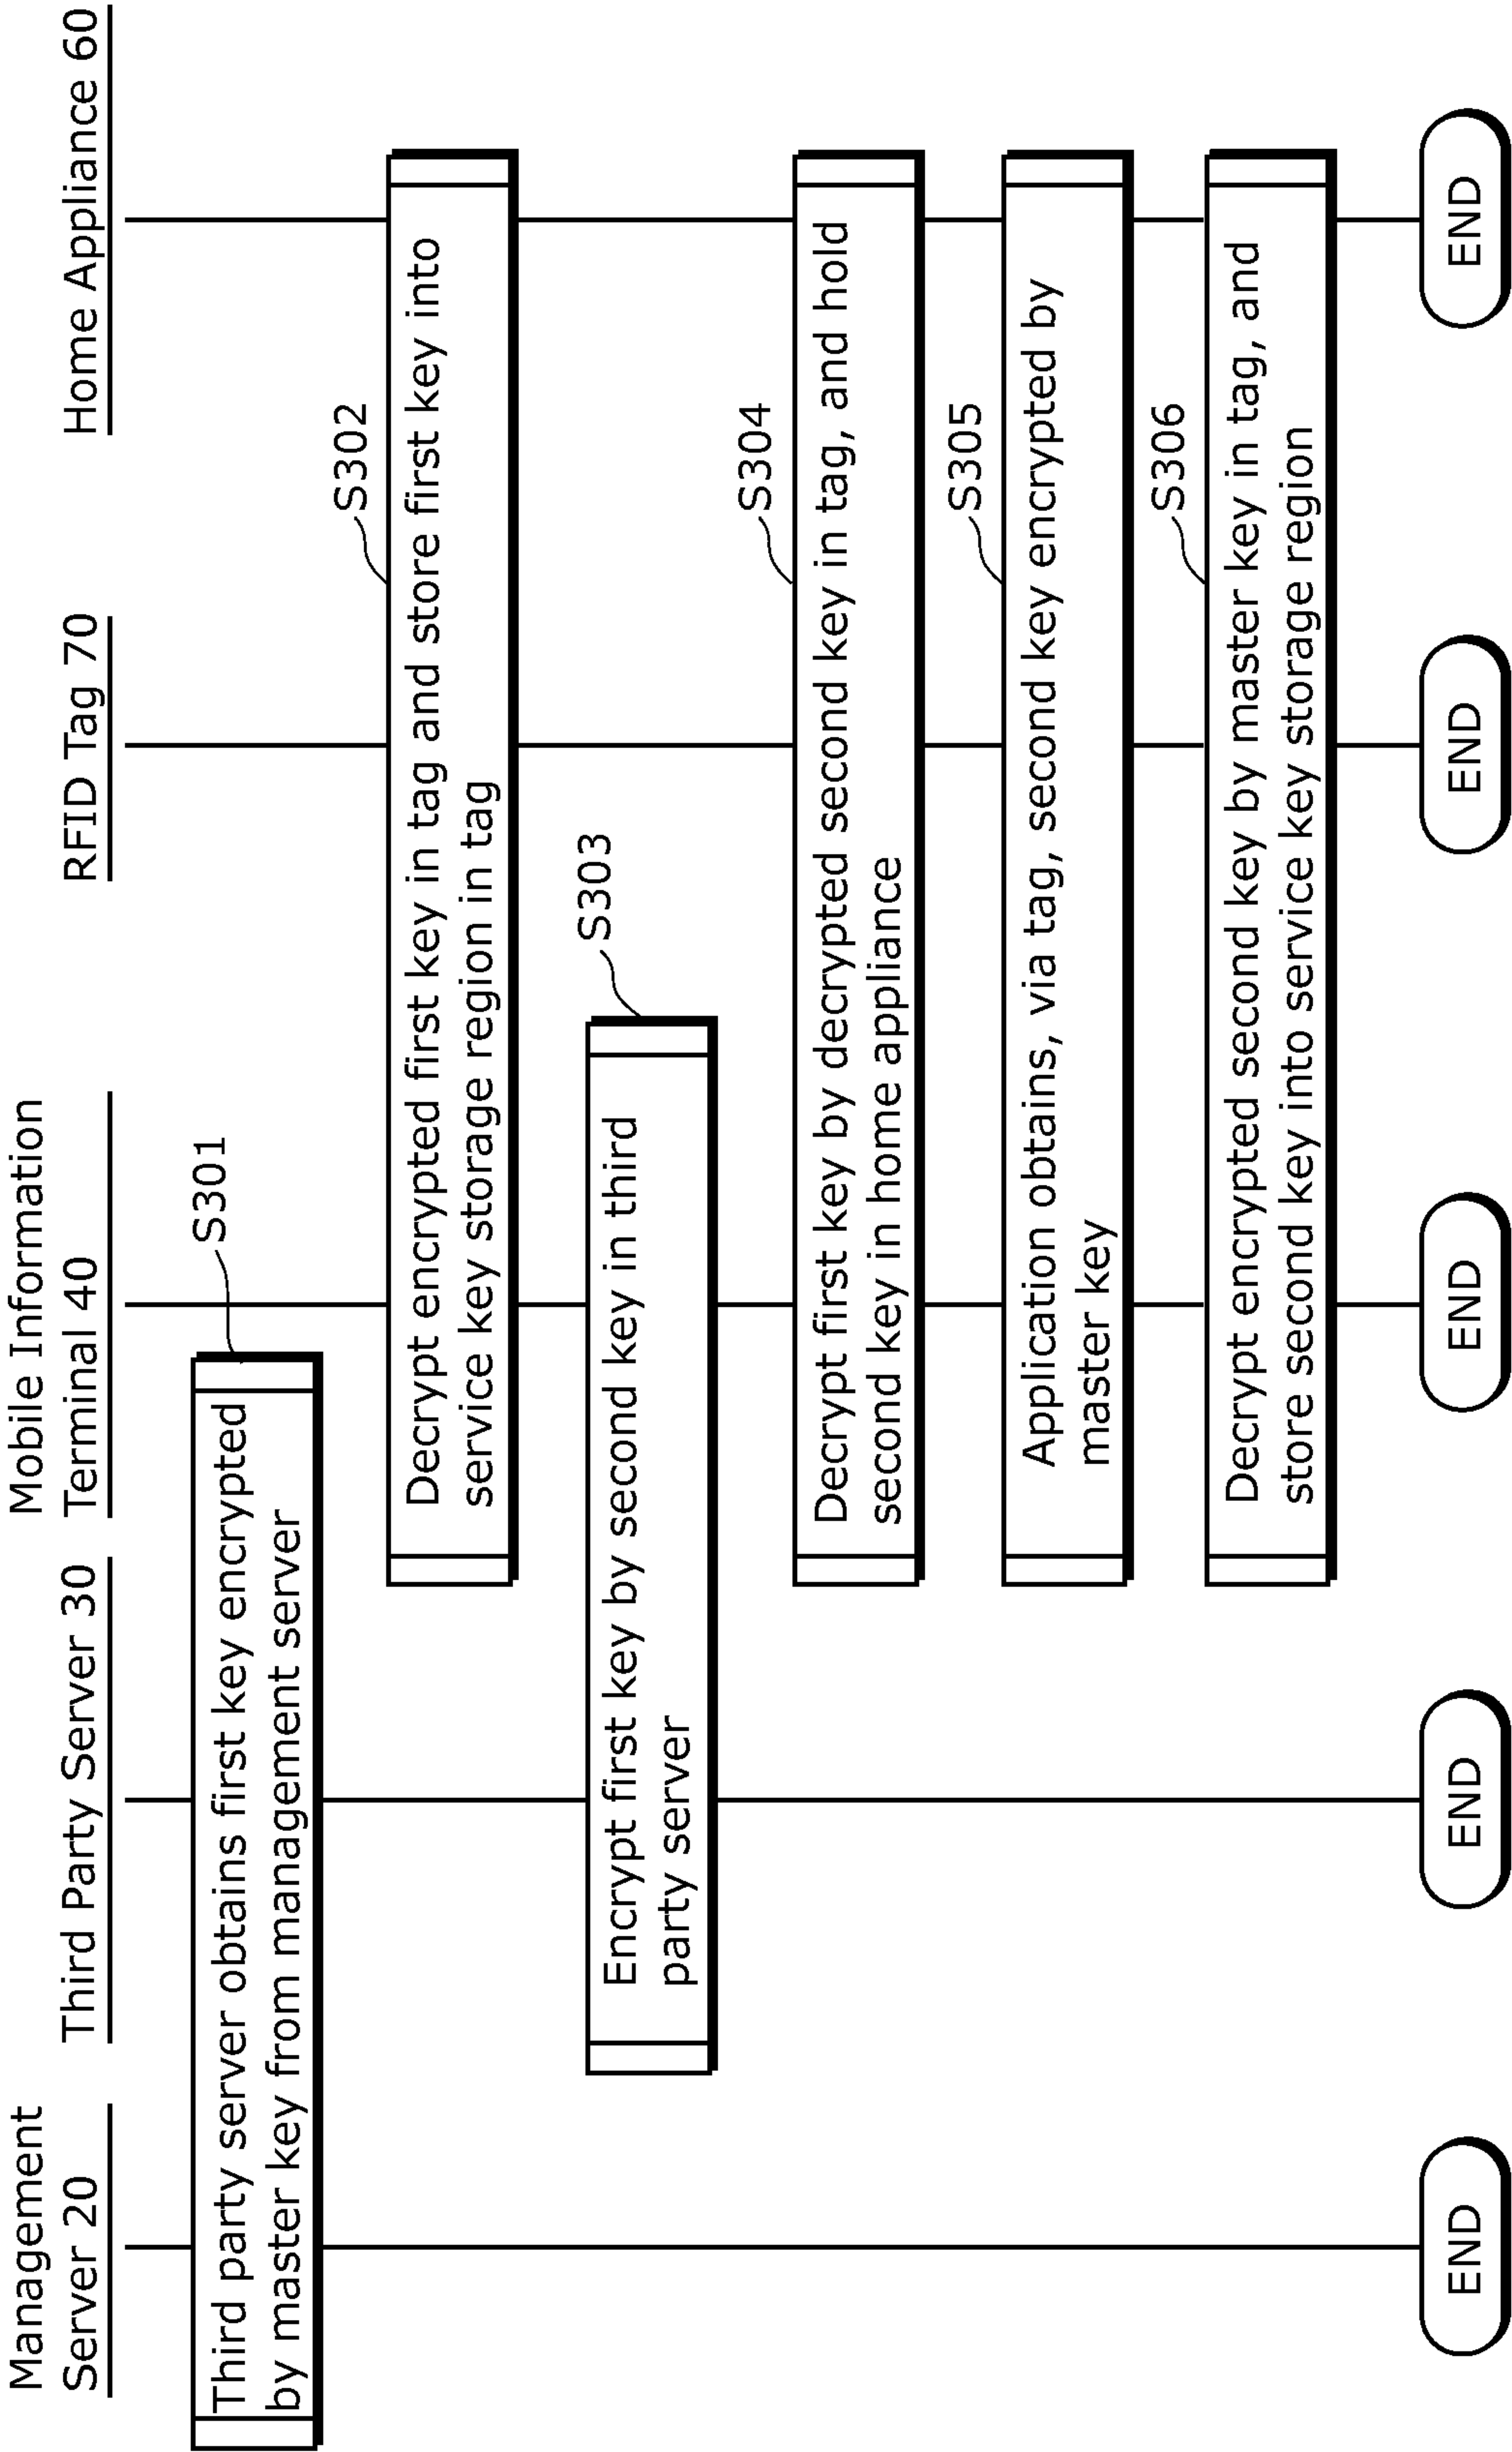 Management
Server 20
Third Party Server 30
Mobile Information
Terminal 40
RFID Tag 70
Home Appliance 60
S301
Third party server obtains first key encrypted
by master key from management server
S302
Decrypt encrypted first key in tag and store first key into
service key storage region in tag
S303
Encrypt first key by second key in third
party server
S304
Decrypt first key by decrypted second key in tag, and hold
second key in home appliance
S305
Application obtains, via tag, second key encrypted by
master key
S306
Decrypt encrypted second key by master key in tag, and
store second key into service key storage region
END
END
END
END
END